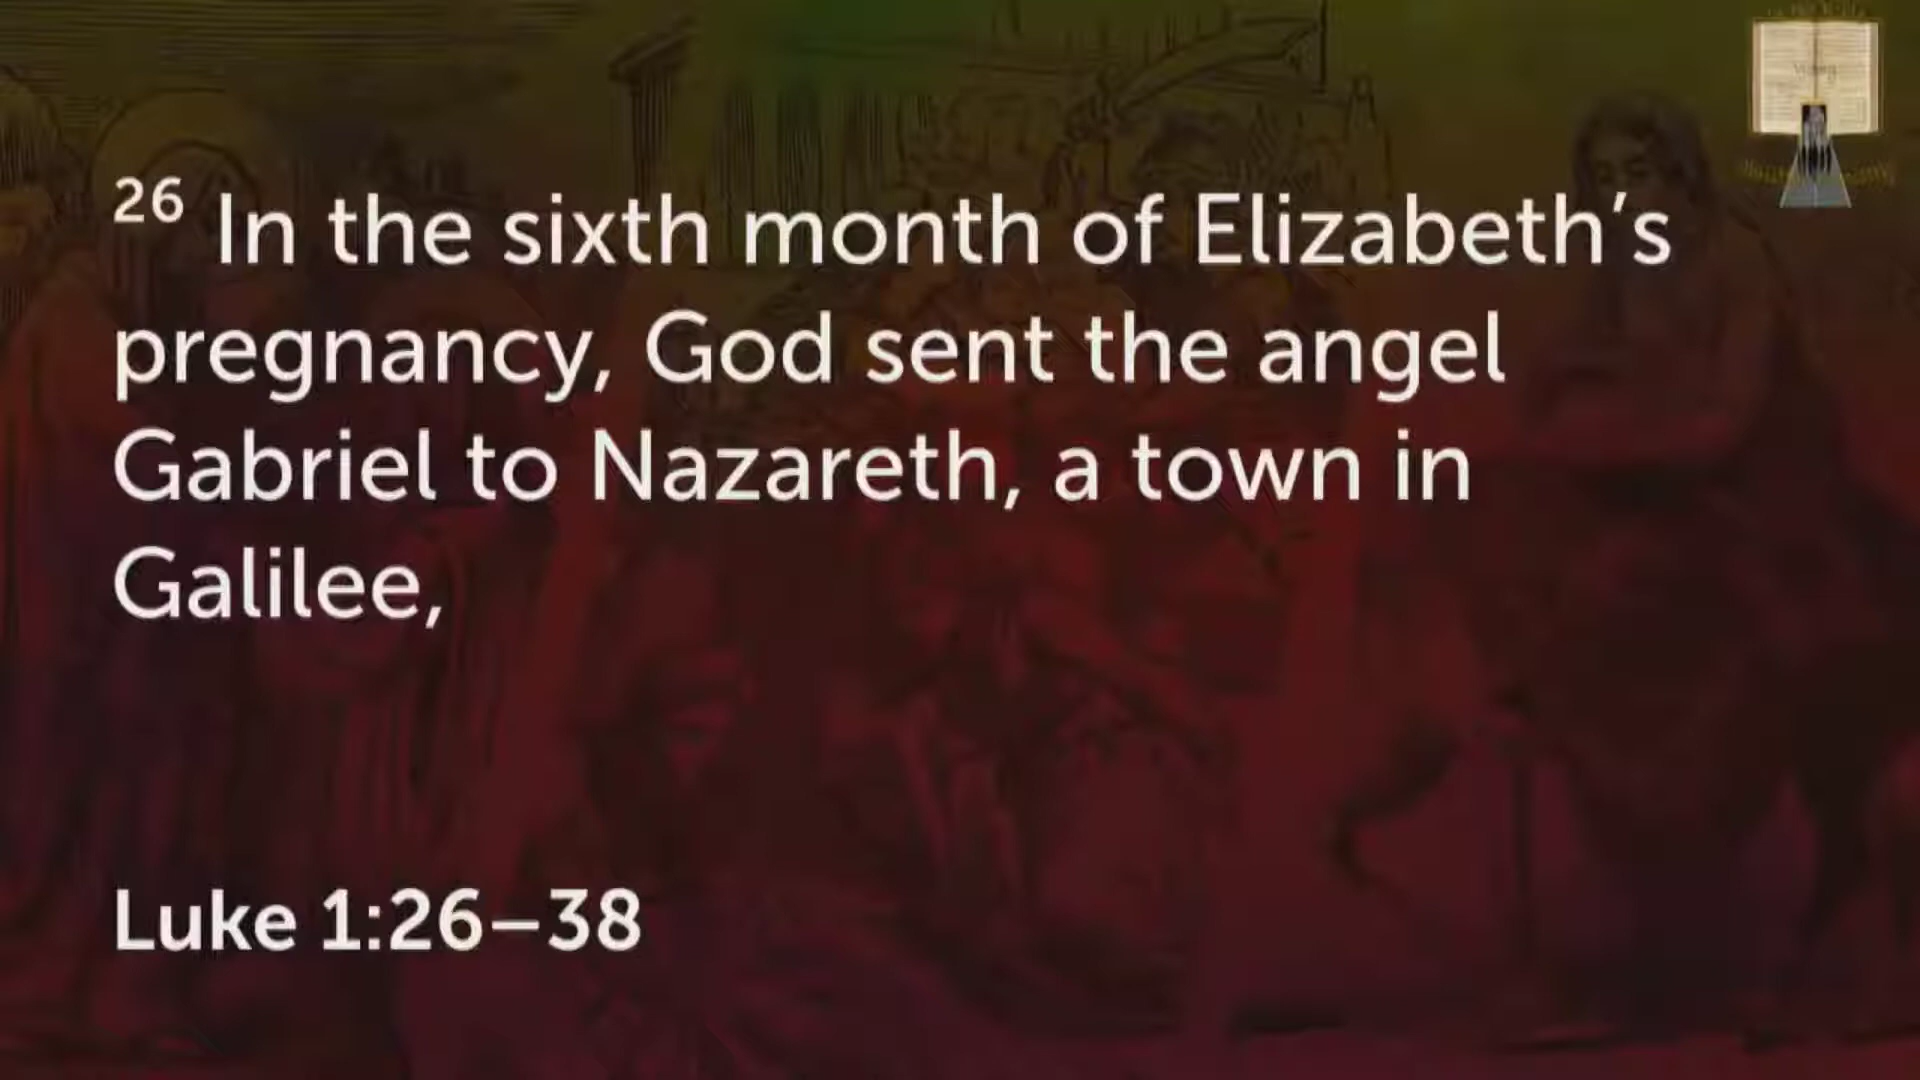 26 In the sixth month of Elizabeth’s
pregnancy, God sent the angel
Gabriel to Nazareth, a town in
Galilee,
Luke 1:26–38